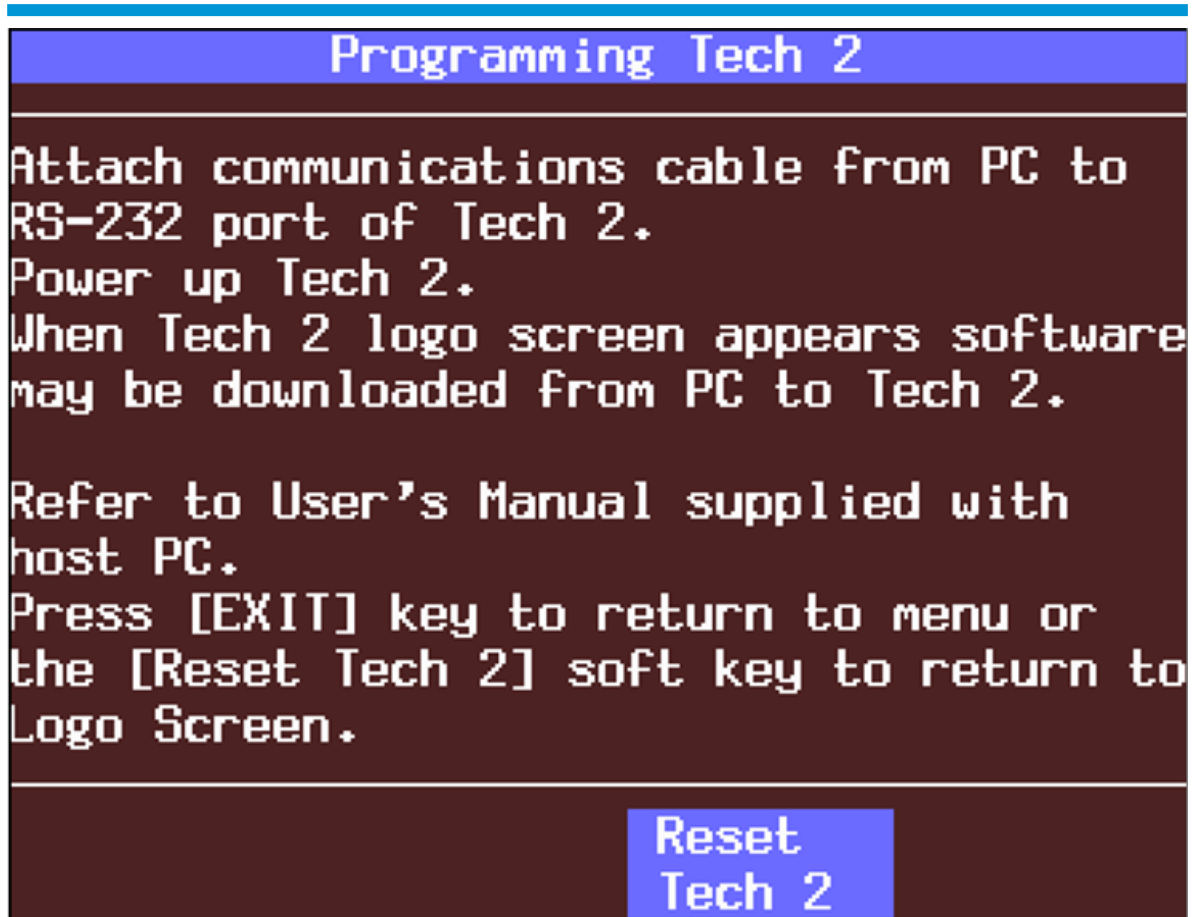 Programming Tech 2
Attach communications cable from PC to
RS-232 port of Tech 2.
Power up Tech 2.
When Tech 2 logo screen appears software
may be downloaded from PC to Tech 2.
Refer to User's Manual supplied with
host PC.
Press [EXIT] key to return to menu or
the [Reset Tech 2] soft key to return to
Logo Screen.
Reset
Tech 2